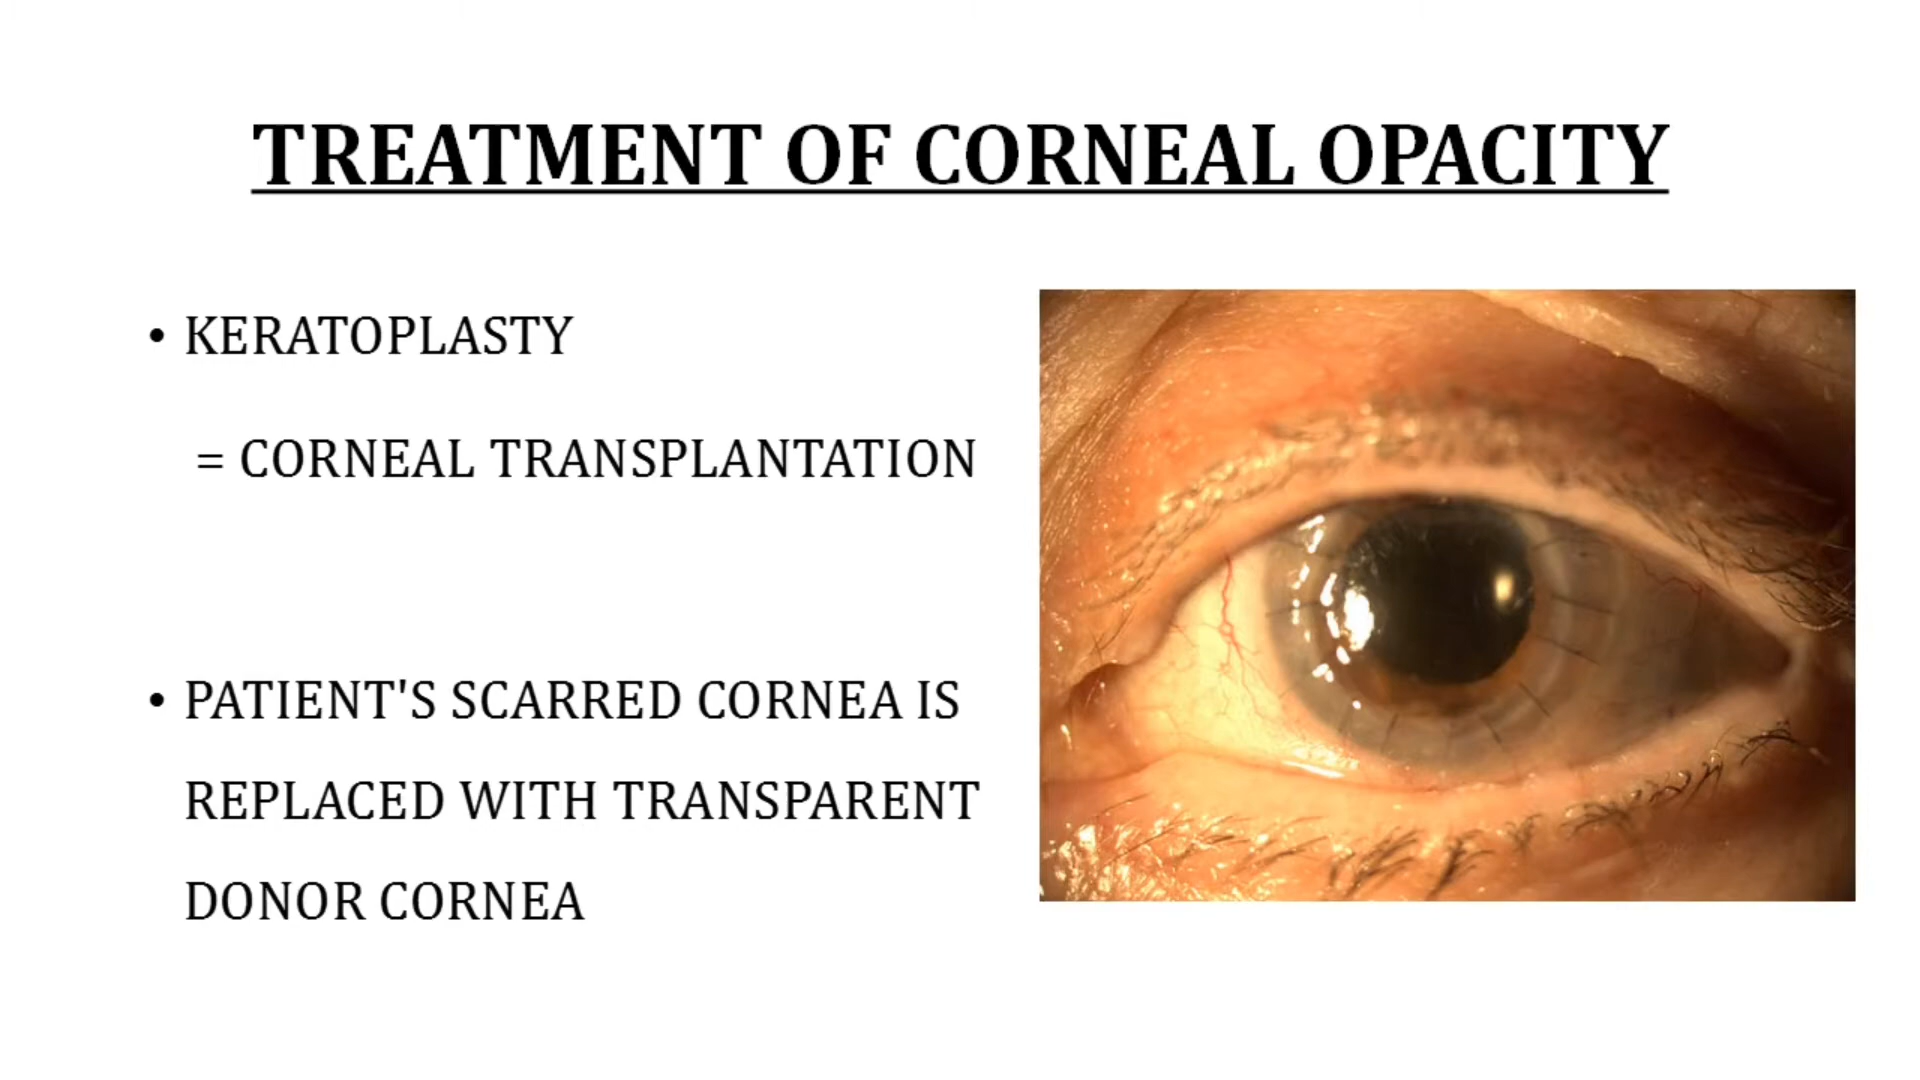 TREATMENT OF CORNEAL OPACITY
• KERATOPLASTY
= CORNEAL TRANSPLANTATION
• PATIENT'S SCARRED CORNEA IS
REPLACED WITH TRANSPARENT
DONOR CORNEA